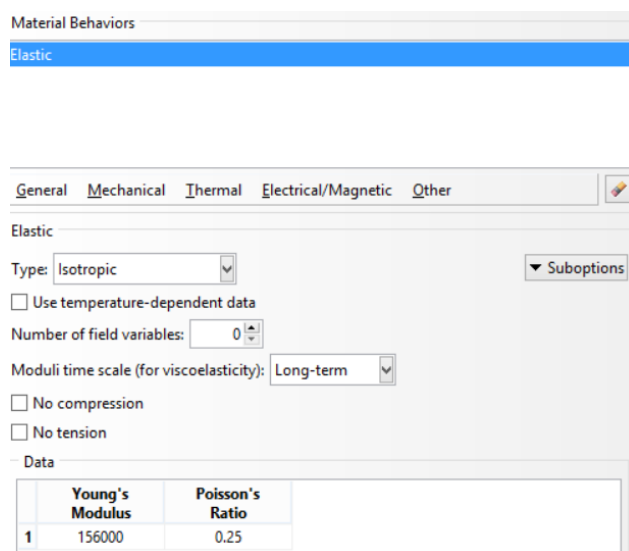 Material Behaviors
Elastic
General Mechanical Thermal Electrical/Magnetic Other
Elastic
Type: Isotropic
Suboptions
Use temperature-dependent data
Number of field variables: 0
Moduli time scale (for viscoelasticity): Long-term
No compression
No tension
Data
Young's Modulus Poisson's Ratio
1 156000 0.25